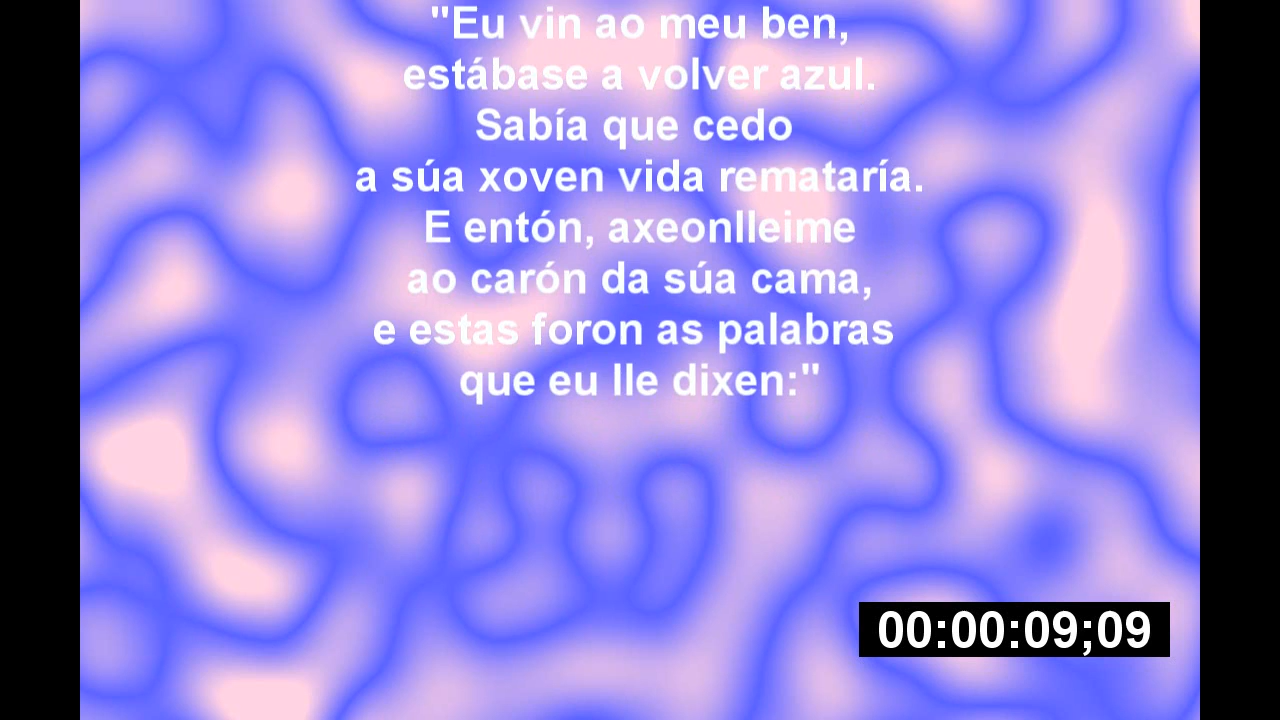 "Eu vin ao meu ben,
estábase a volver azul.
Sabía que cedo
a súa xoven vida remataría.
E entón, axeonlleime
ao carón da súa cama,
e estas foron as palabras
que eu lle dixen:"
00:00:09;09